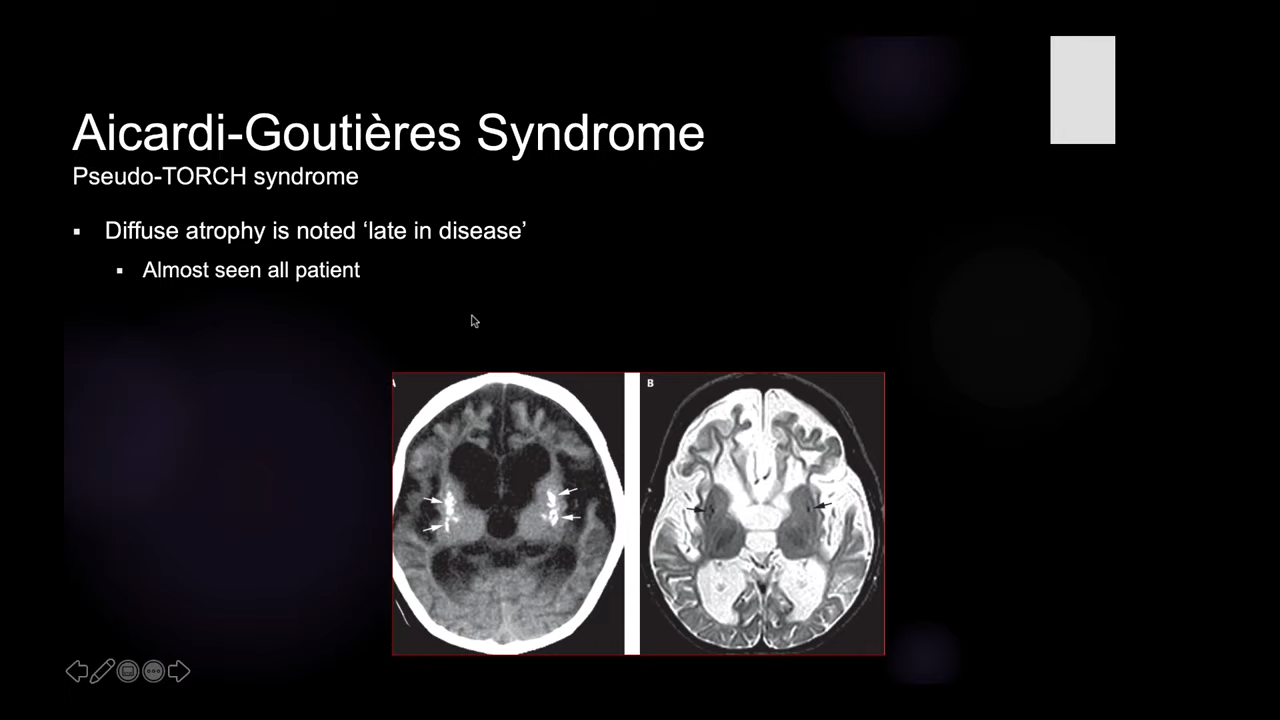 Aicardi-Goutières Syndrome
Pseudo-TORCH syndrome
▪ Diffuse atrophy is noted ‘late in disease’
▪ Almost seen all patient
A
B